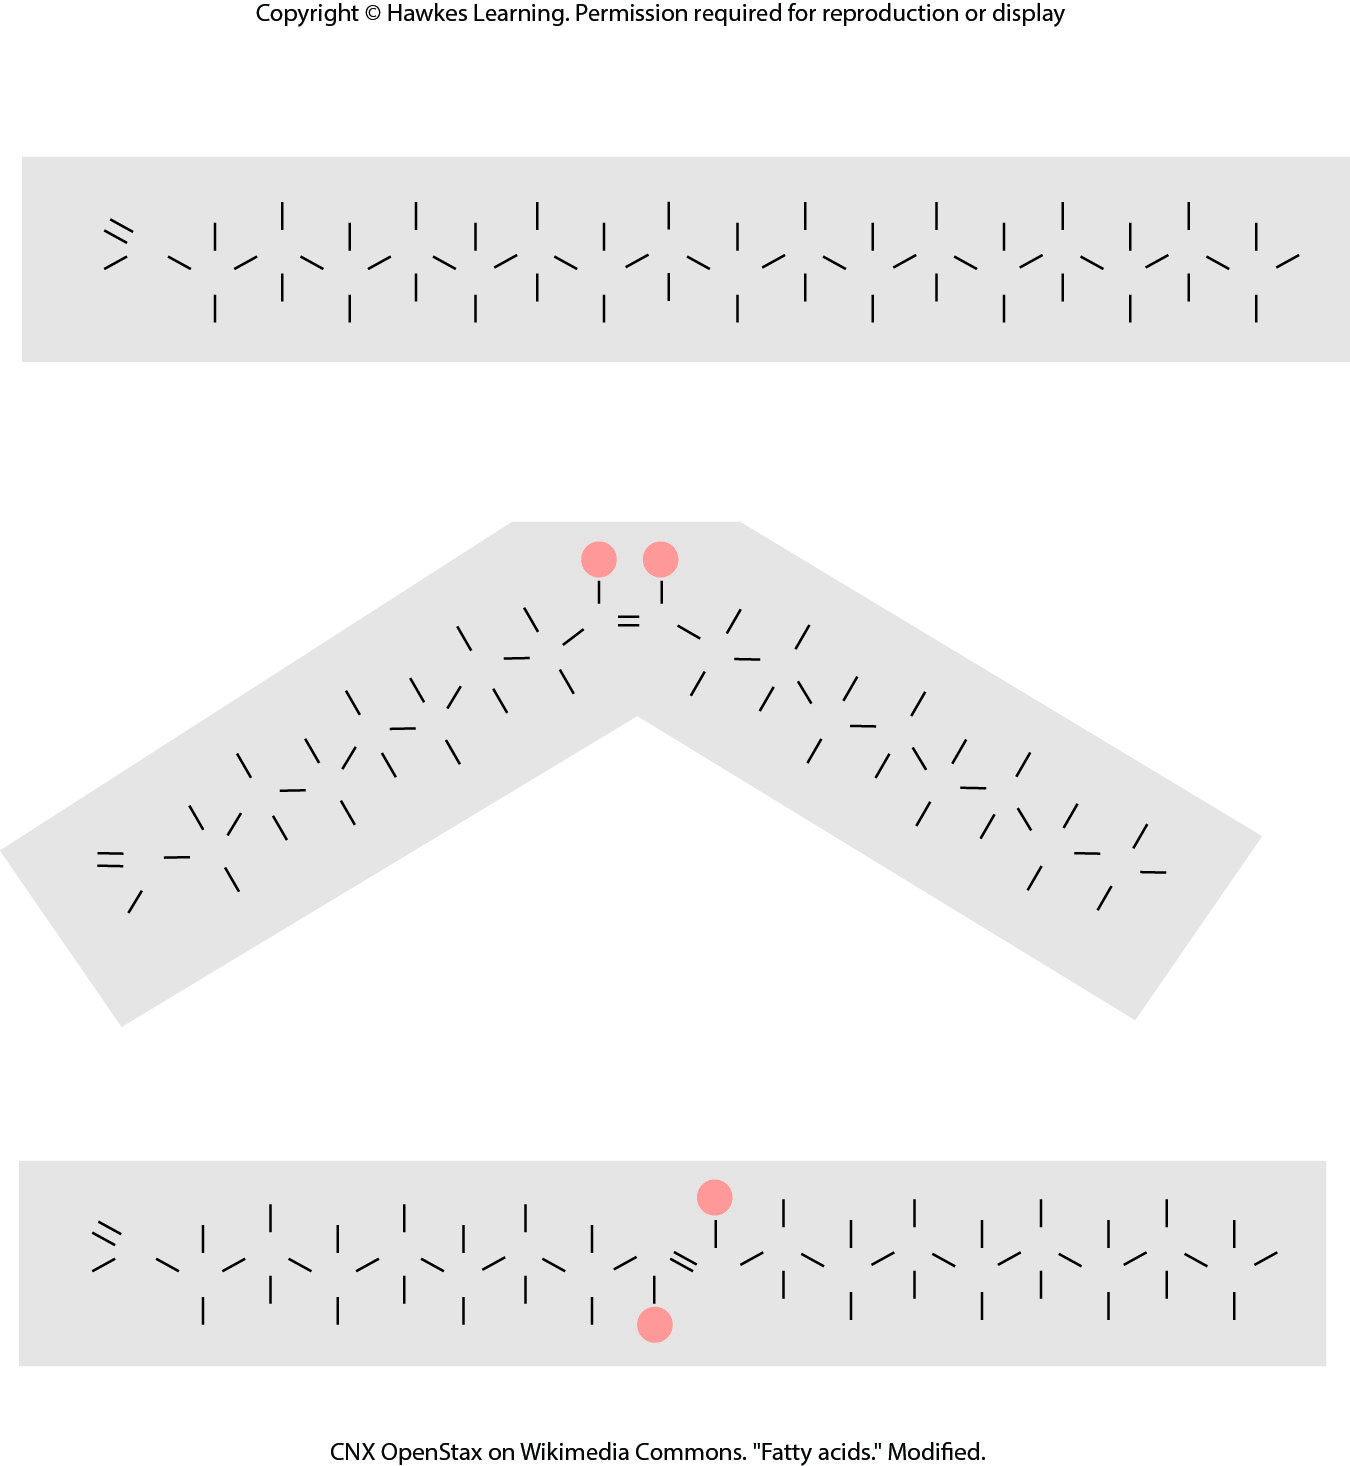 Copyright © Hawkes Learning. Permission required for reproduction or display
CNX OpenStax on Wikimedia Commons. "Fatty acids." Modified.